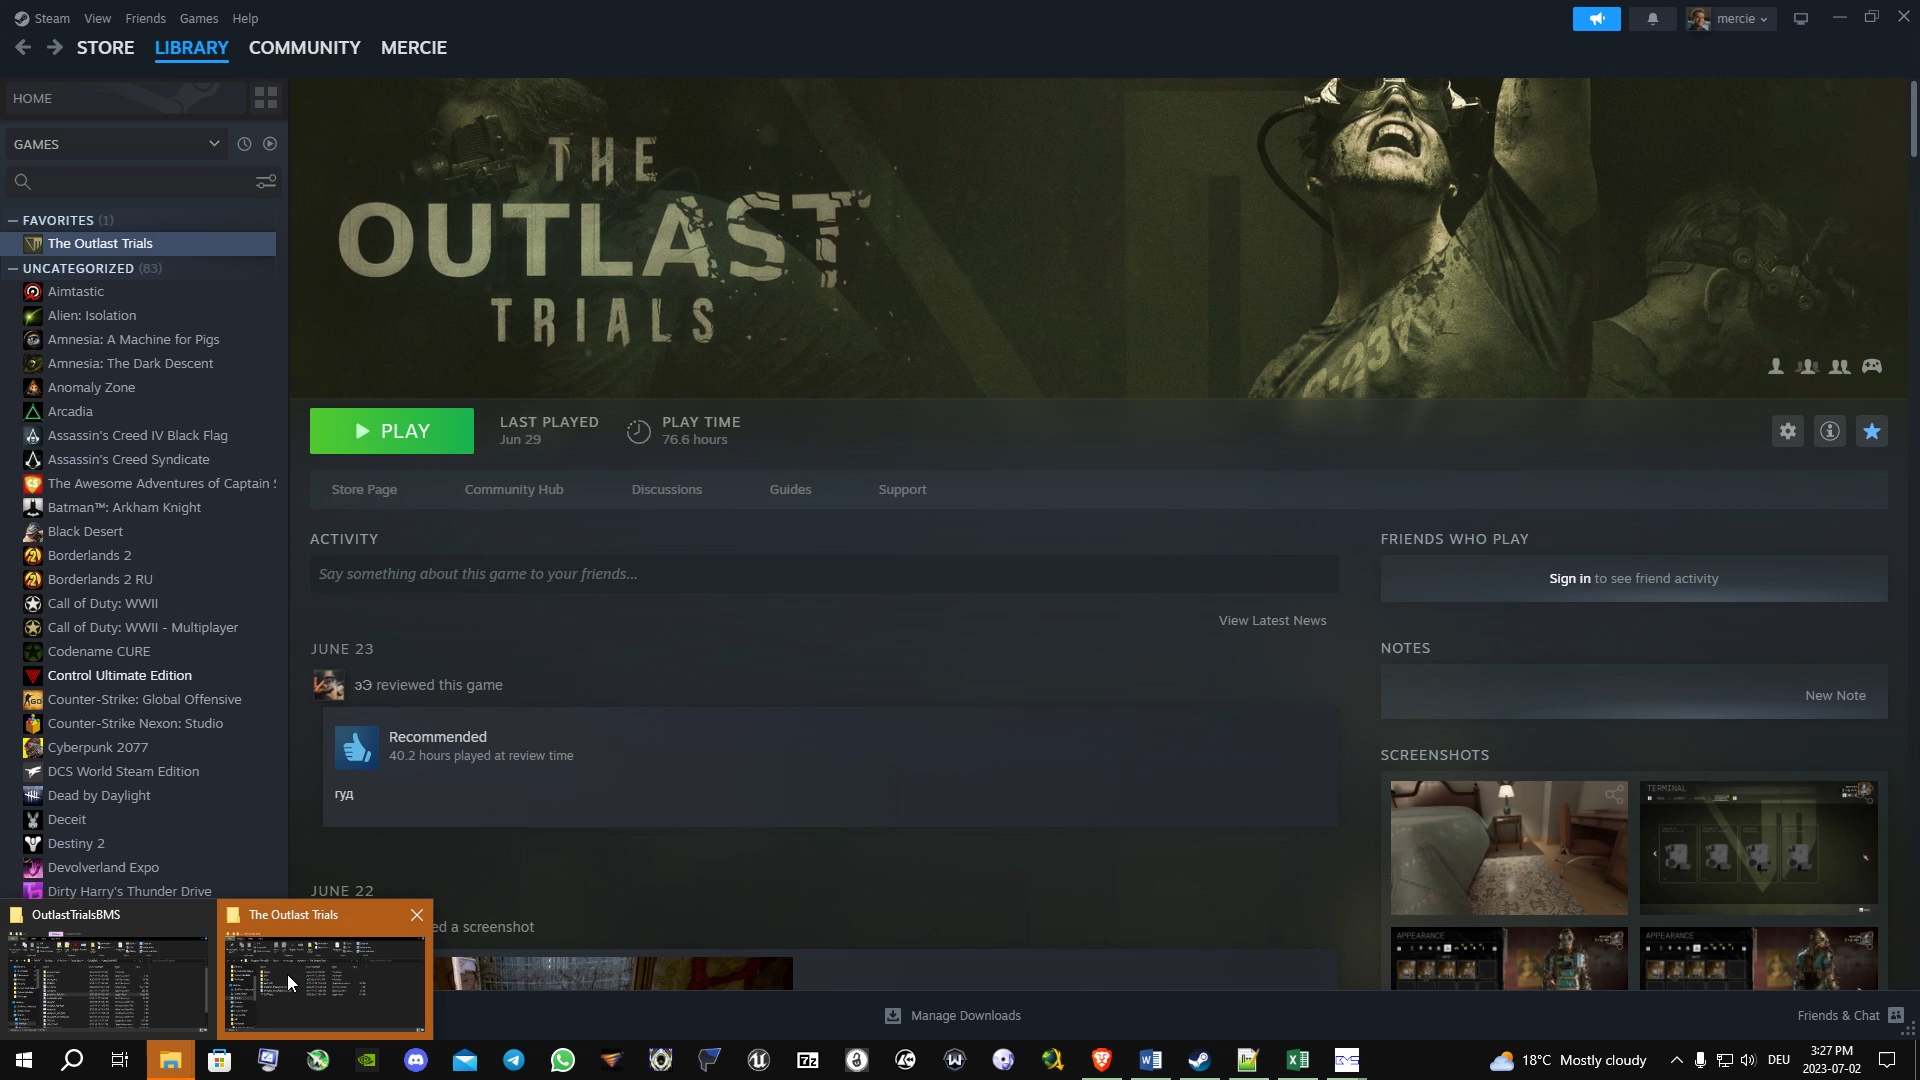 Steam View Friends Games Help
mercie
STORE LIBRARY COMMUNITY MERCIE
HOME
GAMES
FAVORITES (1)
The Outlast Trials
UNCATEGORIZED (83)
Aimtastic
Alien: Isolation
Amnesia: A Machine for Pigs
Amnesia: The Dark Descent
Anomaly Zone
Arcadia
Assassin's Creed IV Black Flag
Assassin's Creed Syndicate
The Awesome Adventures of Captain S
Batman™: Arkham Knight
Black Desert
Borderlands 2
Borderlands 2 RU
Call of Duty: WWII
Call of Duty: WWII - Multiplayer
Codename CURE
Control Ultimate Edition
Counter-Strike: Global Offensive
Counter-Strike Nexon: Studio
Cyberpunk 2077
DCS World Steam Edition
Dead by Daylight
Deceit
Destiny 2
Devolverland Expo
Dirty Harry's Thunder Drive
THE
OUTLAST
TRIALS
PLAY
LAST PLAYED
Jun 29
PLAY TIME
76.6 hours
Store Page Community Hub Discussions Guides Support
ACTIVITY
Say something about this game to your friends...
View Latest News
JUNE 23
эЭ reviewed this game
Recommended
40.2 hours played at review time
гуд
JUNE 22
ed a screenshot
FRIENDS WHO PLAY
Sign in to see friend activity
NOTES
New Note
SCREENSHOTS
TERMINAL
APPEARANCE
APPEARANCE
OutlastTrialsBMS
The Outlast Trials
Manage Downloads
Friends & Chat
18°C Mostly cloudy
DEU
3:27 PM
2023-07-02